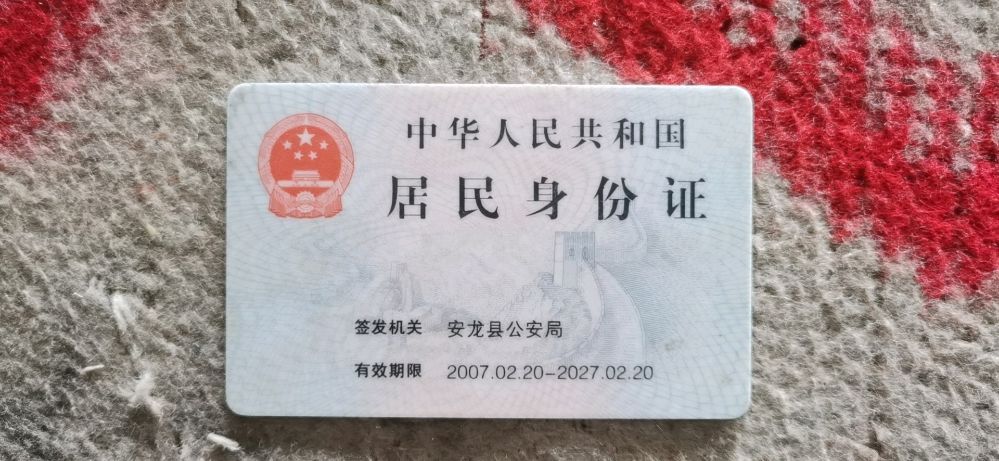 中华人民共和国
居民身份证
签发机关 安龙县公安局
有效期限 2007.02.20-2027.02.20